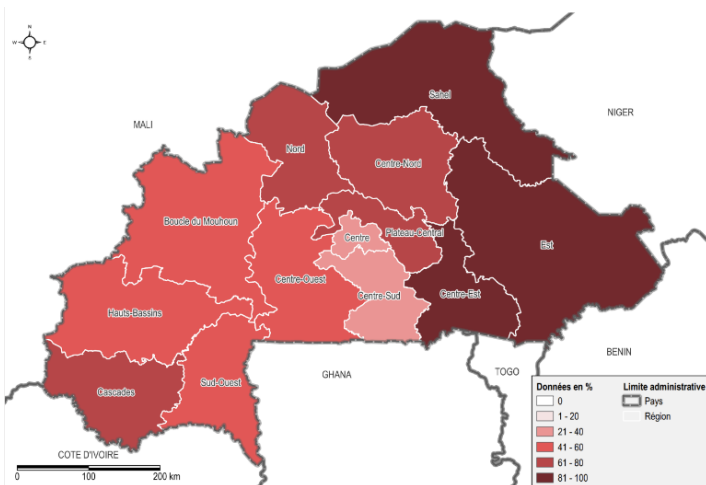 N
W E
S
Sahel
NIGER
MALI
Nord
Centre-Nord
Boucle du Mouhoun
Centre
Plateau-Central
Est
Centre-Ouest
Centre-Est
Centre-Sud
Hauts-Bassins
BENIN
GHANA
TOGO
Sud-Ouest
Cascades
COTE D'IVOIRE
0 100 200 km
Données en %
0
1 - 20
21 - 40
41 - 60
61 - 80
81 - 100
Limite administrative
Pays
Région